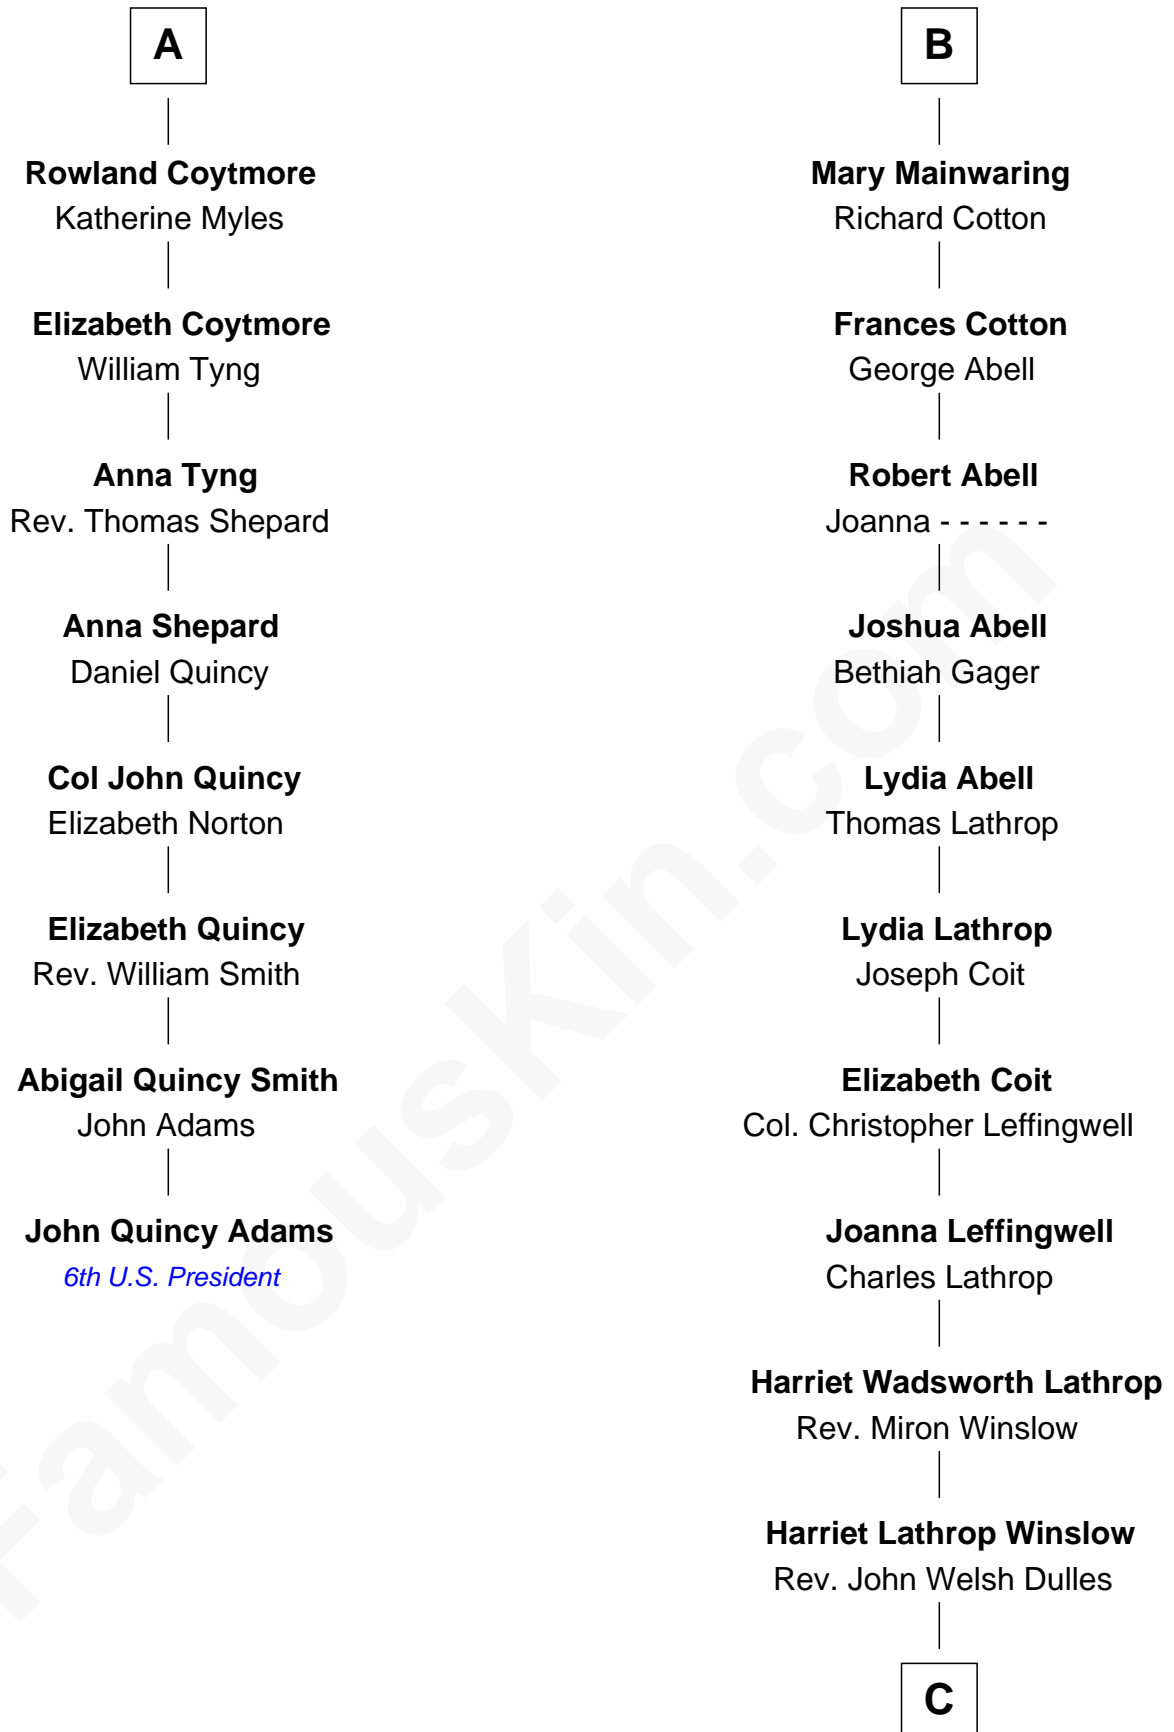 A
Rowland Coytmore
Katherine Myles
Elizabeth Coytmore
William Tyng
Anna Tyng
Rev. Thomas Shepard
Anna Shepard
Daniel Quincy
Col John Quincy
Elizabeth Norton
Elizabeth Quincy
Rev. William Smith
Abigail Quincy Smith
John Adams
John Quincy Adams
6th U.S. President
B
Mary Mainwaring
Richard Cotton
Frances Cotton
George Abell
Robert Abell
Joanna - - - - - -
Joshua Abell
Bethiah Gager
Lydia Abell
Thomas Lathrop
Lydia Lathrop
Joseph Coit
Elizabeth Coit
Col. Christopher Leffingwell
Joanna Leffingwell
Charles Lathrop
Harriet Wadsworth Lathrop
Rev. Miron Winslow
Harriet Lathrop Winslow
Rev. John Welsh Dulles
C
FamousKin.com